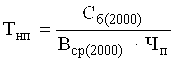 Тнп = Сб(2000) / Вср(2000) · Чп